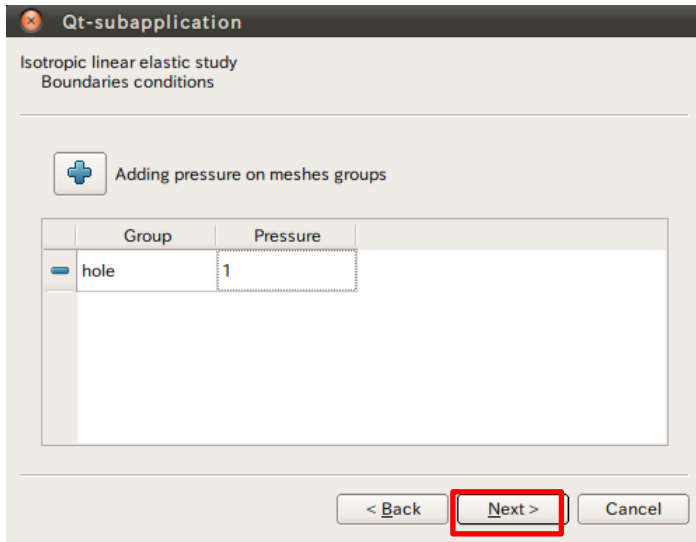 Qt-subapplication
Isotropic linear elastic study
Boundaries conditions
Adding pressure on meshes groups
Group Pressure
hole 1
< Back Next > Cancel